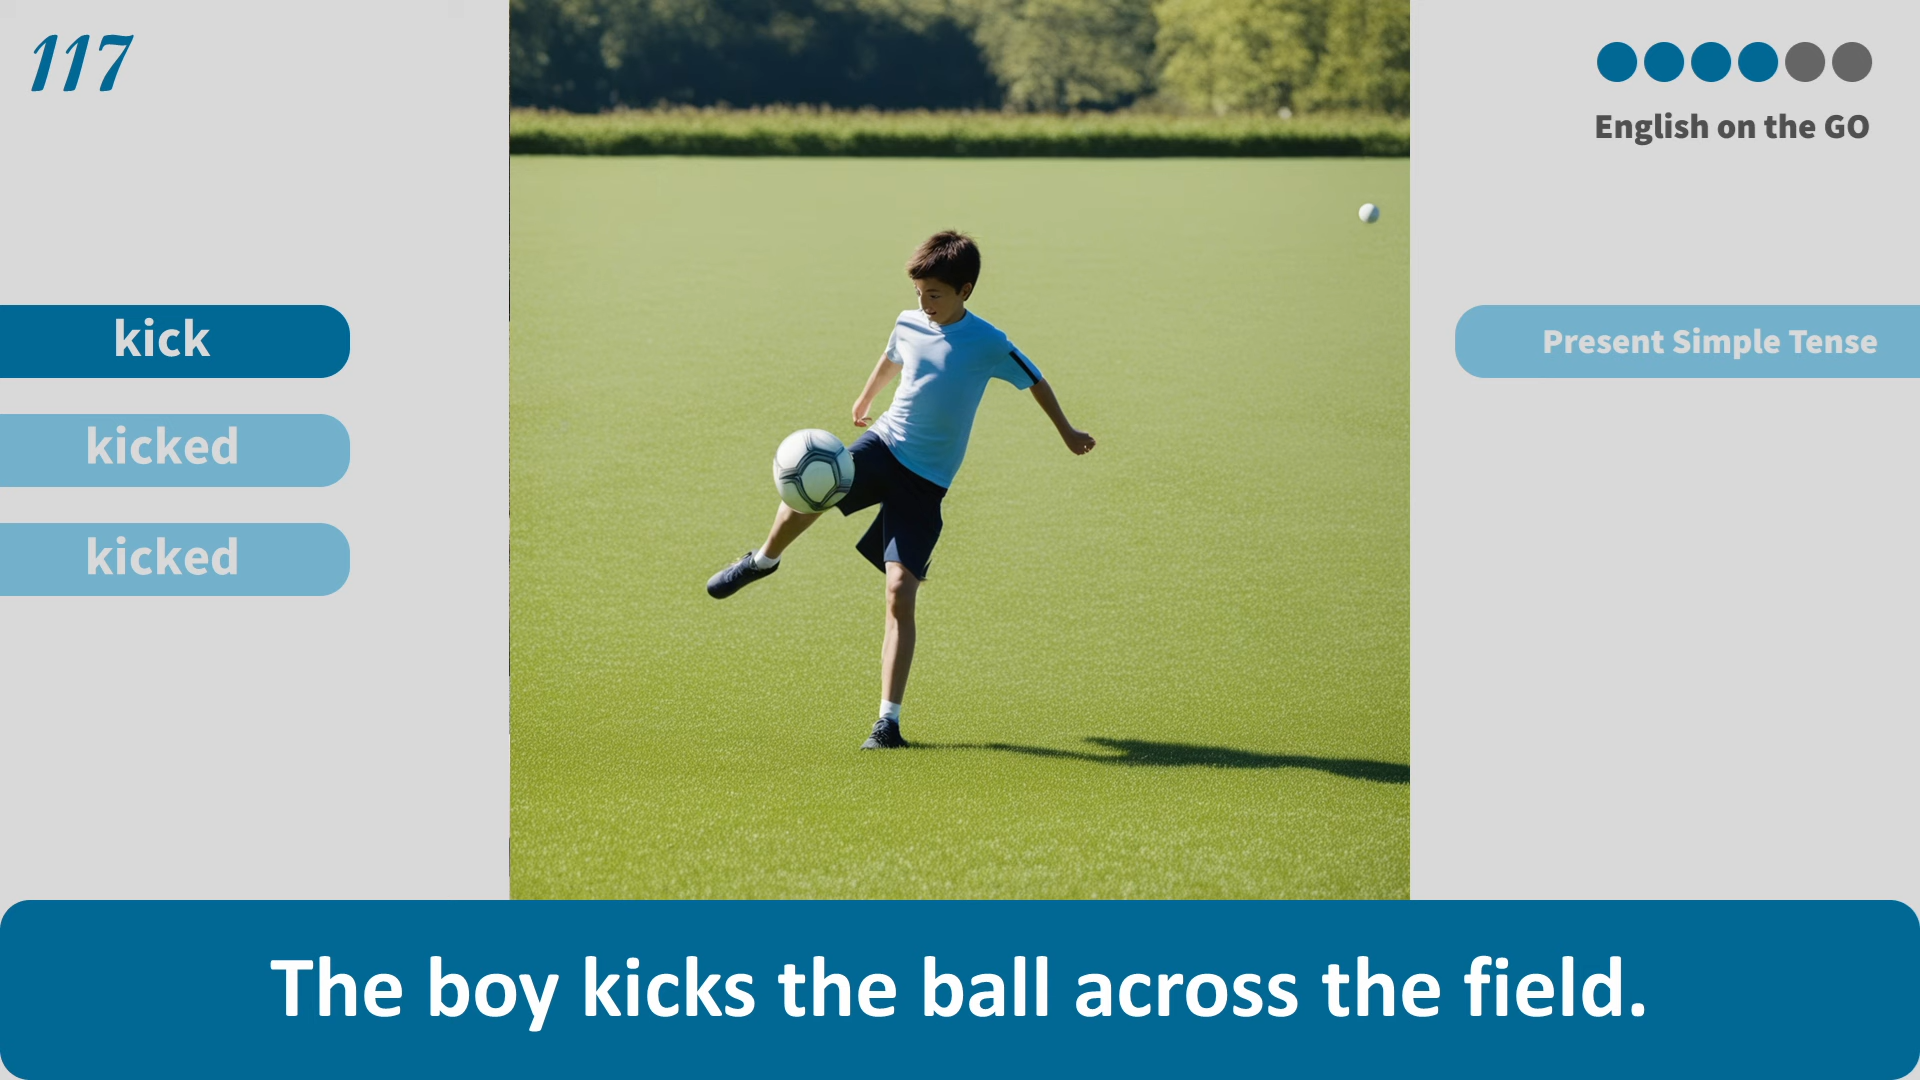 117
English on the GO
kick
kicked
kicked
Present Simple Tense
The boy kicks the ball across the field.